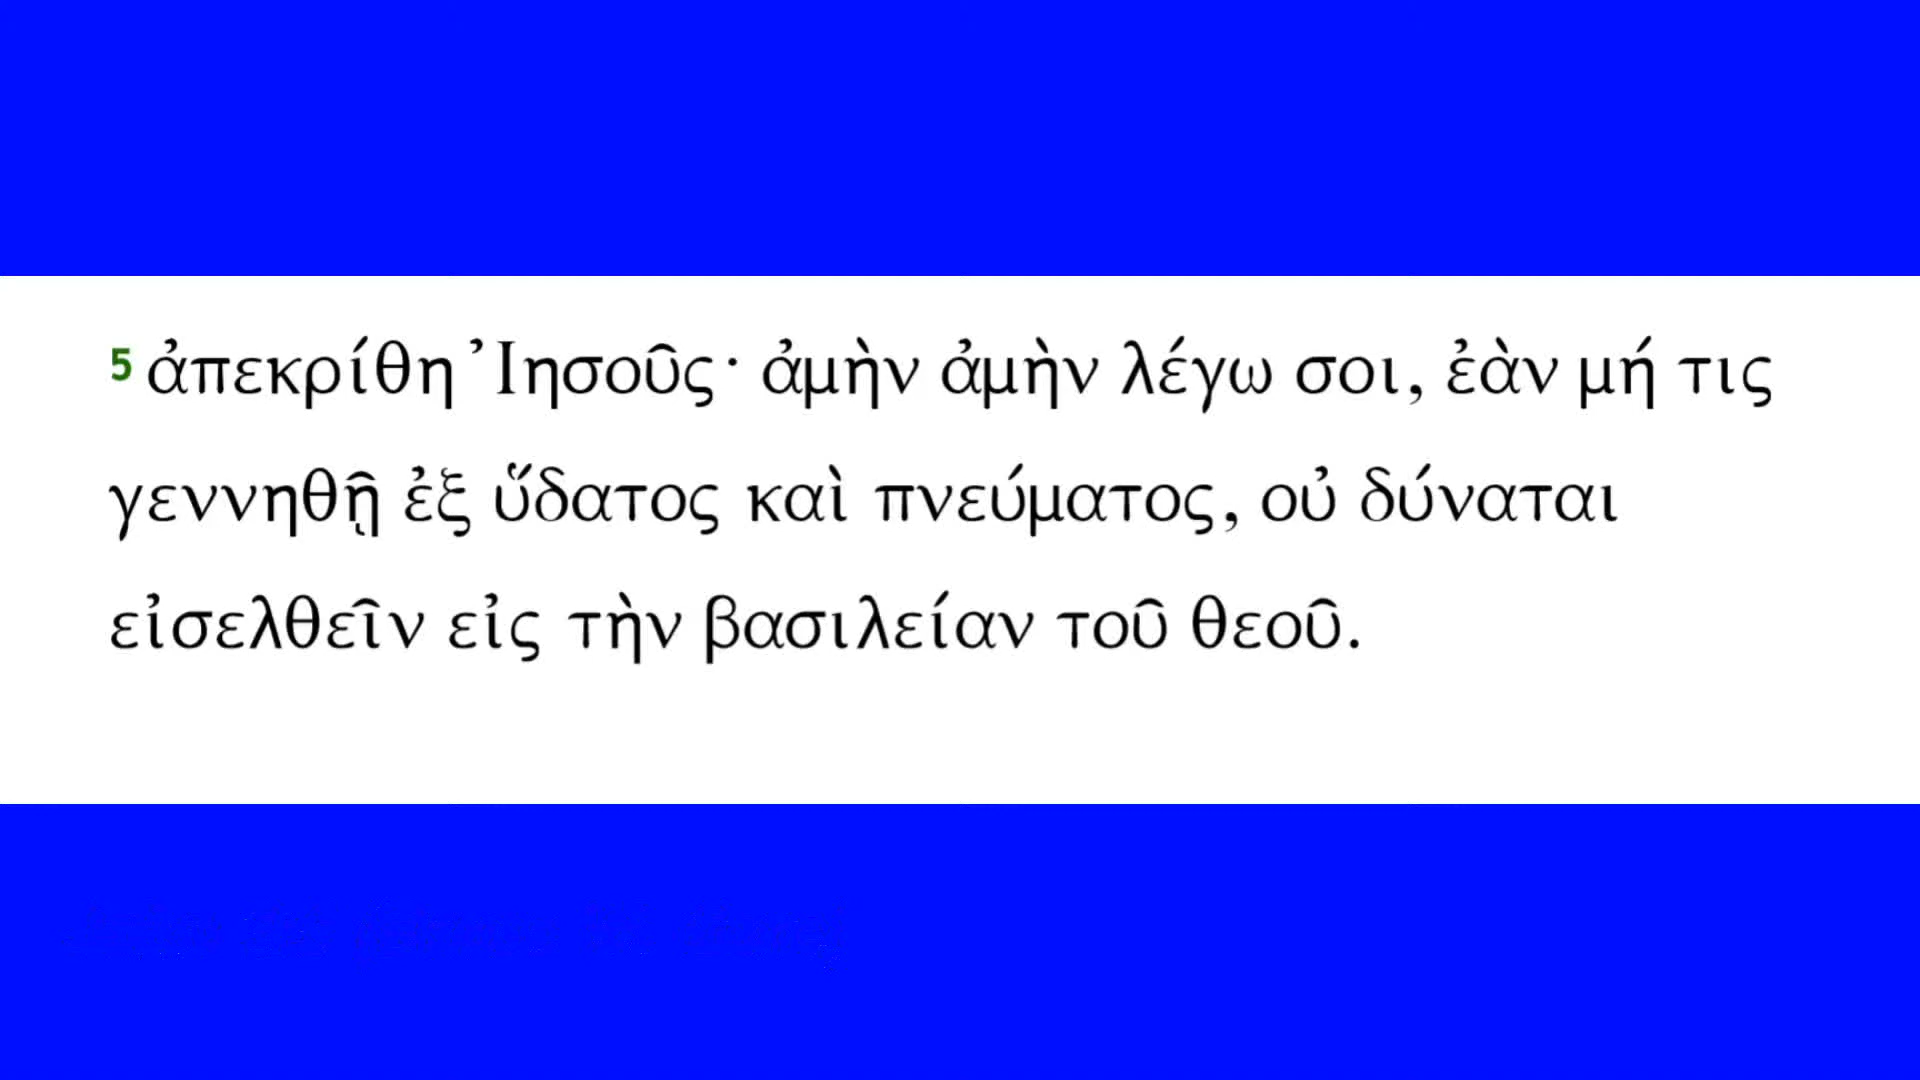 5 ἀπεκρίθη Ἰησοῦς· ἀμὴν ἀμὴν λέγω σοι, ἐὰν μή τις
γεννηθῇ ἐξ ὕδατος καὶ πνεύματος, οὐ δύναται
εἰσελθεῖν εἰς τὴν βασιλείαν τοῦ θεοῦ.